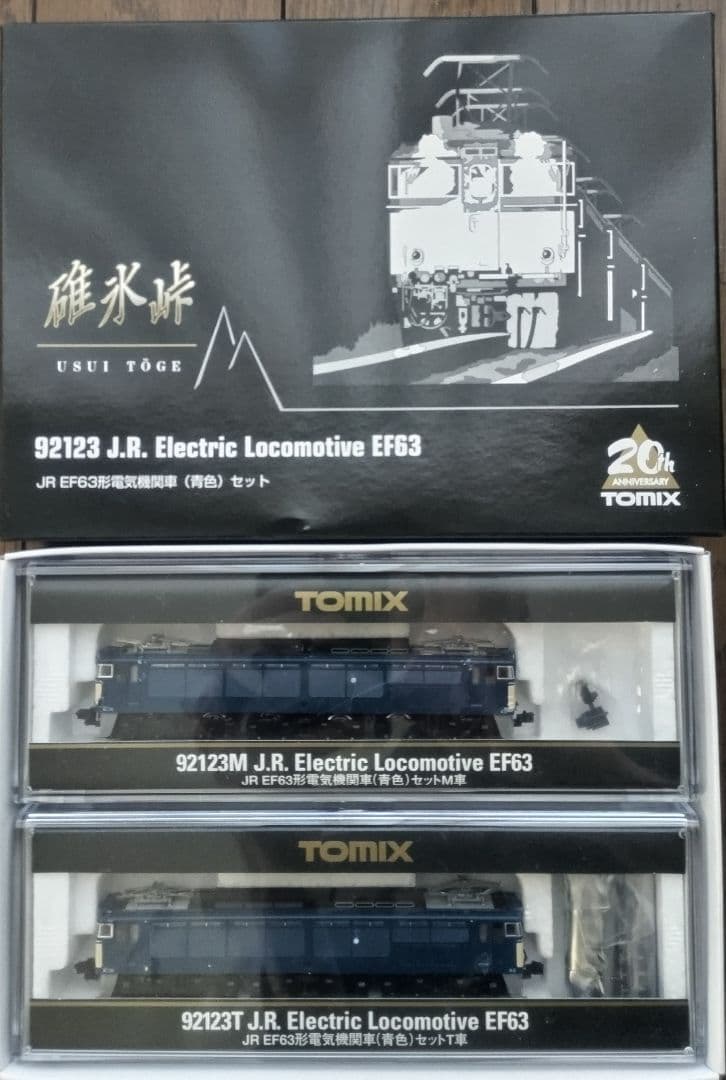 碓氷峠
USUI TŌGE
92123 J.R. Electric Locomotive EF63
JR EF63形電気機関車（青色）セット
20th
ANNIVERSARY
TOMIX
TOMIX
92123M J.R. Electric Locomotive EF63
JR EF63形電気機関車(青色)セットM車
TOMIX
92123T J.R. Electric Locomotive EF63
JR EF63形電気機関車(青色)セットT車